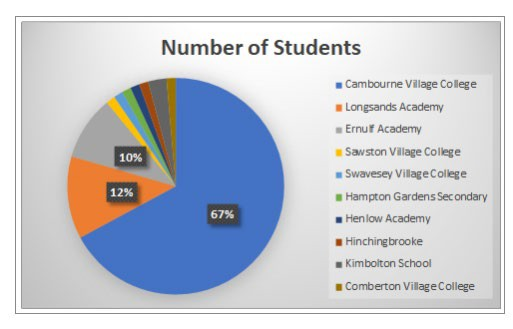 Number of Students
Cambourne Village College
Longsands Academy
Ernulf Academy
Sawston Village College
Swavesey Village College
Hampton Gardens Secondary
Henlow Academy
Hinchingbrooke
Kimbolton School
Comberton Village College
10%
12%
67%